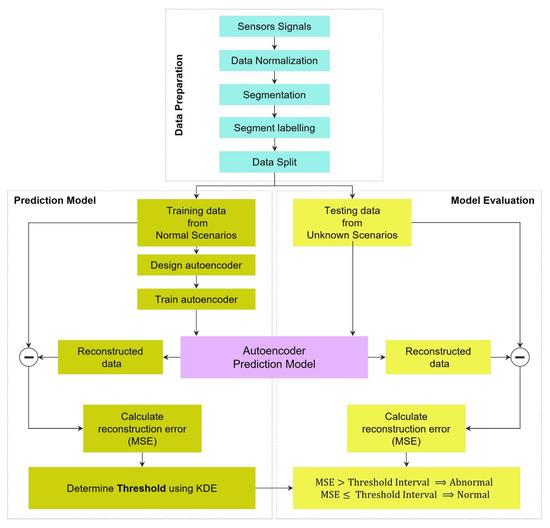 Data Preparation
Sensors Signals
Data Normalization
Segmentation
Segment labelling
Data Split
Prediction Model
Training data
from
Normal Scenarios
Design autoencoder
Train autoencoder
Model Evaluation
Testing data
from
Unknown Scenarios
Reconstructed
data
Autoencoder
Prediction Model
Reconstructed
data
Calculate
reconstruction error
(MSE)
Calculate
reconstruction error
(MSE)
Determine Threshold using KDE
MSE > Threshold Interval ⟹ Abnormal
MSE ≤ Threshold Interval ⟹ Normal